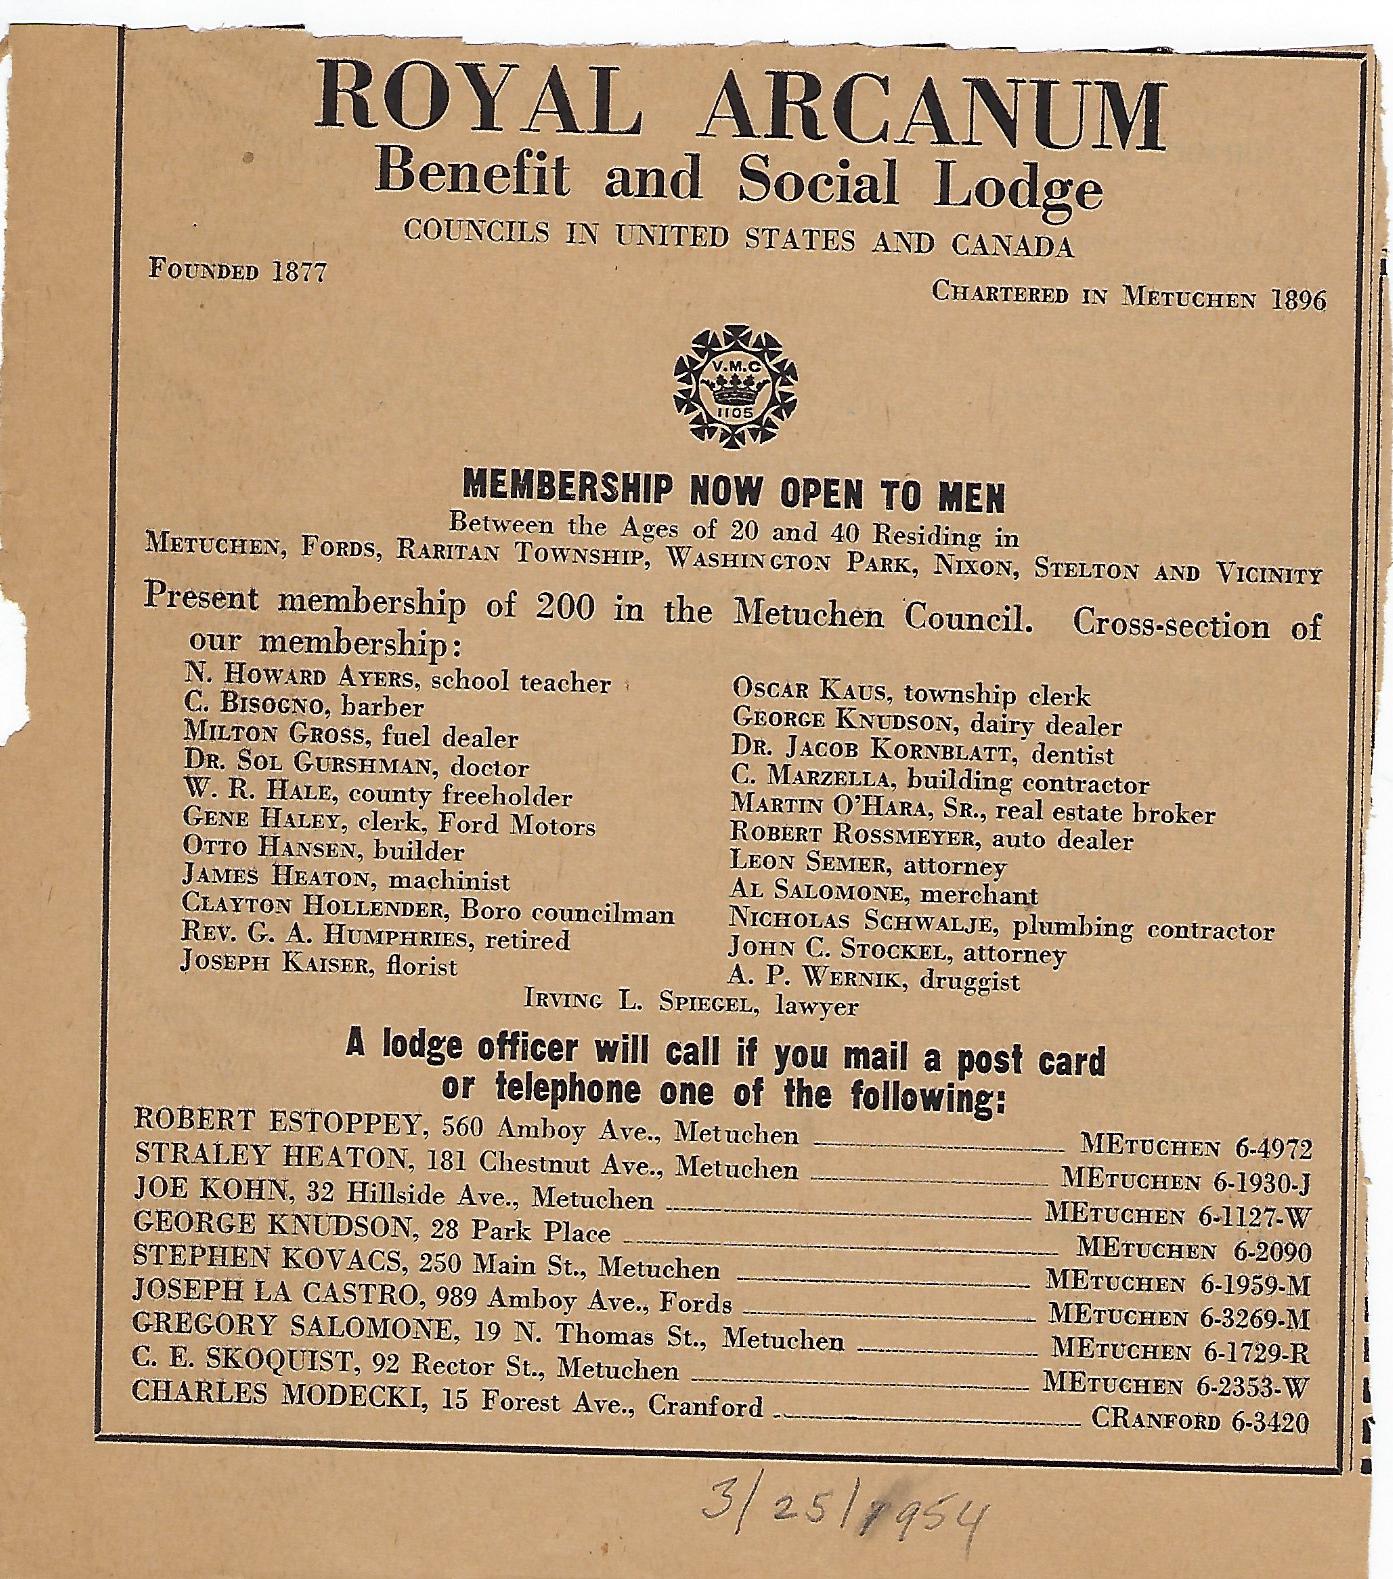 ROYAL ARCANUM
Benefit and Social Lodge
COUNCILS IN UNITED STATES AND CANADA
FOUNDED 1877
CHARTERED IN METUCHEN 1896
V.M.C
1105
MEMBERSHIP NOW OPEN TO MEN
Between the Ages of 20 and 40 Residing in
METUCHEN, FORDS, RARITAN TOWNSHIP, WASHINGTON PARK, NIXON, STELTON AND VICINITY
Present membership of 200 in the Metuchen Council. Cross-section of
our membership:
N. HOWARD AYERS, school teacher
C. BISOGNO, barber
MILTON GROSS, fuel dealer
DR. SOL GURSHMAN, doctor
W. R. HALE, county freeholder
GENE HALEY, clerk, Ford Motors
OTTO HANSEN, builder
JAMES HEATON, machinist
CLAYTON HOLLENDER, Boro councilman
REV. G. A. HUMPHRIES, retired
JOSEPH KAISER, florist
OSCAR KAUS, township clerk
GEORGE KNUDSON, dairy dealer
DR. JACOB KORNBLATT, dentist
C. MARZELLA, building contractor
MARTIN O'HARA, SR., real estate broker
ROBERT ROSSMEYER, auto dealer
LEON SEMER, attorney
AL SALOMONE, merchant
NICHOLAS SCHWALJE, plumbing contractor
JOHN C. STOCKEL, attorney
A. P. WERNIK, druggist
IRVING L. SPIEGEL, lawyer
A lodge officer will call if you mail a post card
or telephone one of the following:
ROBERT ESTOPPEY, 560 Amboy Ave., Metuchen METUCHEN 6-4972
STRALEY HEATON, 181 Chestnut Ave., Metuchen METUCHEN 6-1930-J
JOE KOHN, 32 Hillside Ave., Metuchen METUCHEN 6-1127-W
GEORGE KNUDSON, 28 Park Place METUCHEN 6-2090
STEPHEN KOVACS, 250 Main St., Metuchen METUCHEN 6-1959-M
JOSEPH LA CASTRO, 989 Amboy Ave., Fords METUCHEN 6-3269-M
GREGORY SALOMONE, 19 N. Thomas St., Metuchen METUCHEN 6-1729-R
C. E. SKOQUIST, 92 Rector St., Metuchen METUCHEN 6-2353-W
CHARLES MODECKI, 15 Forest Ave., Cranford CRANFORD 6-3420
3/25/1954